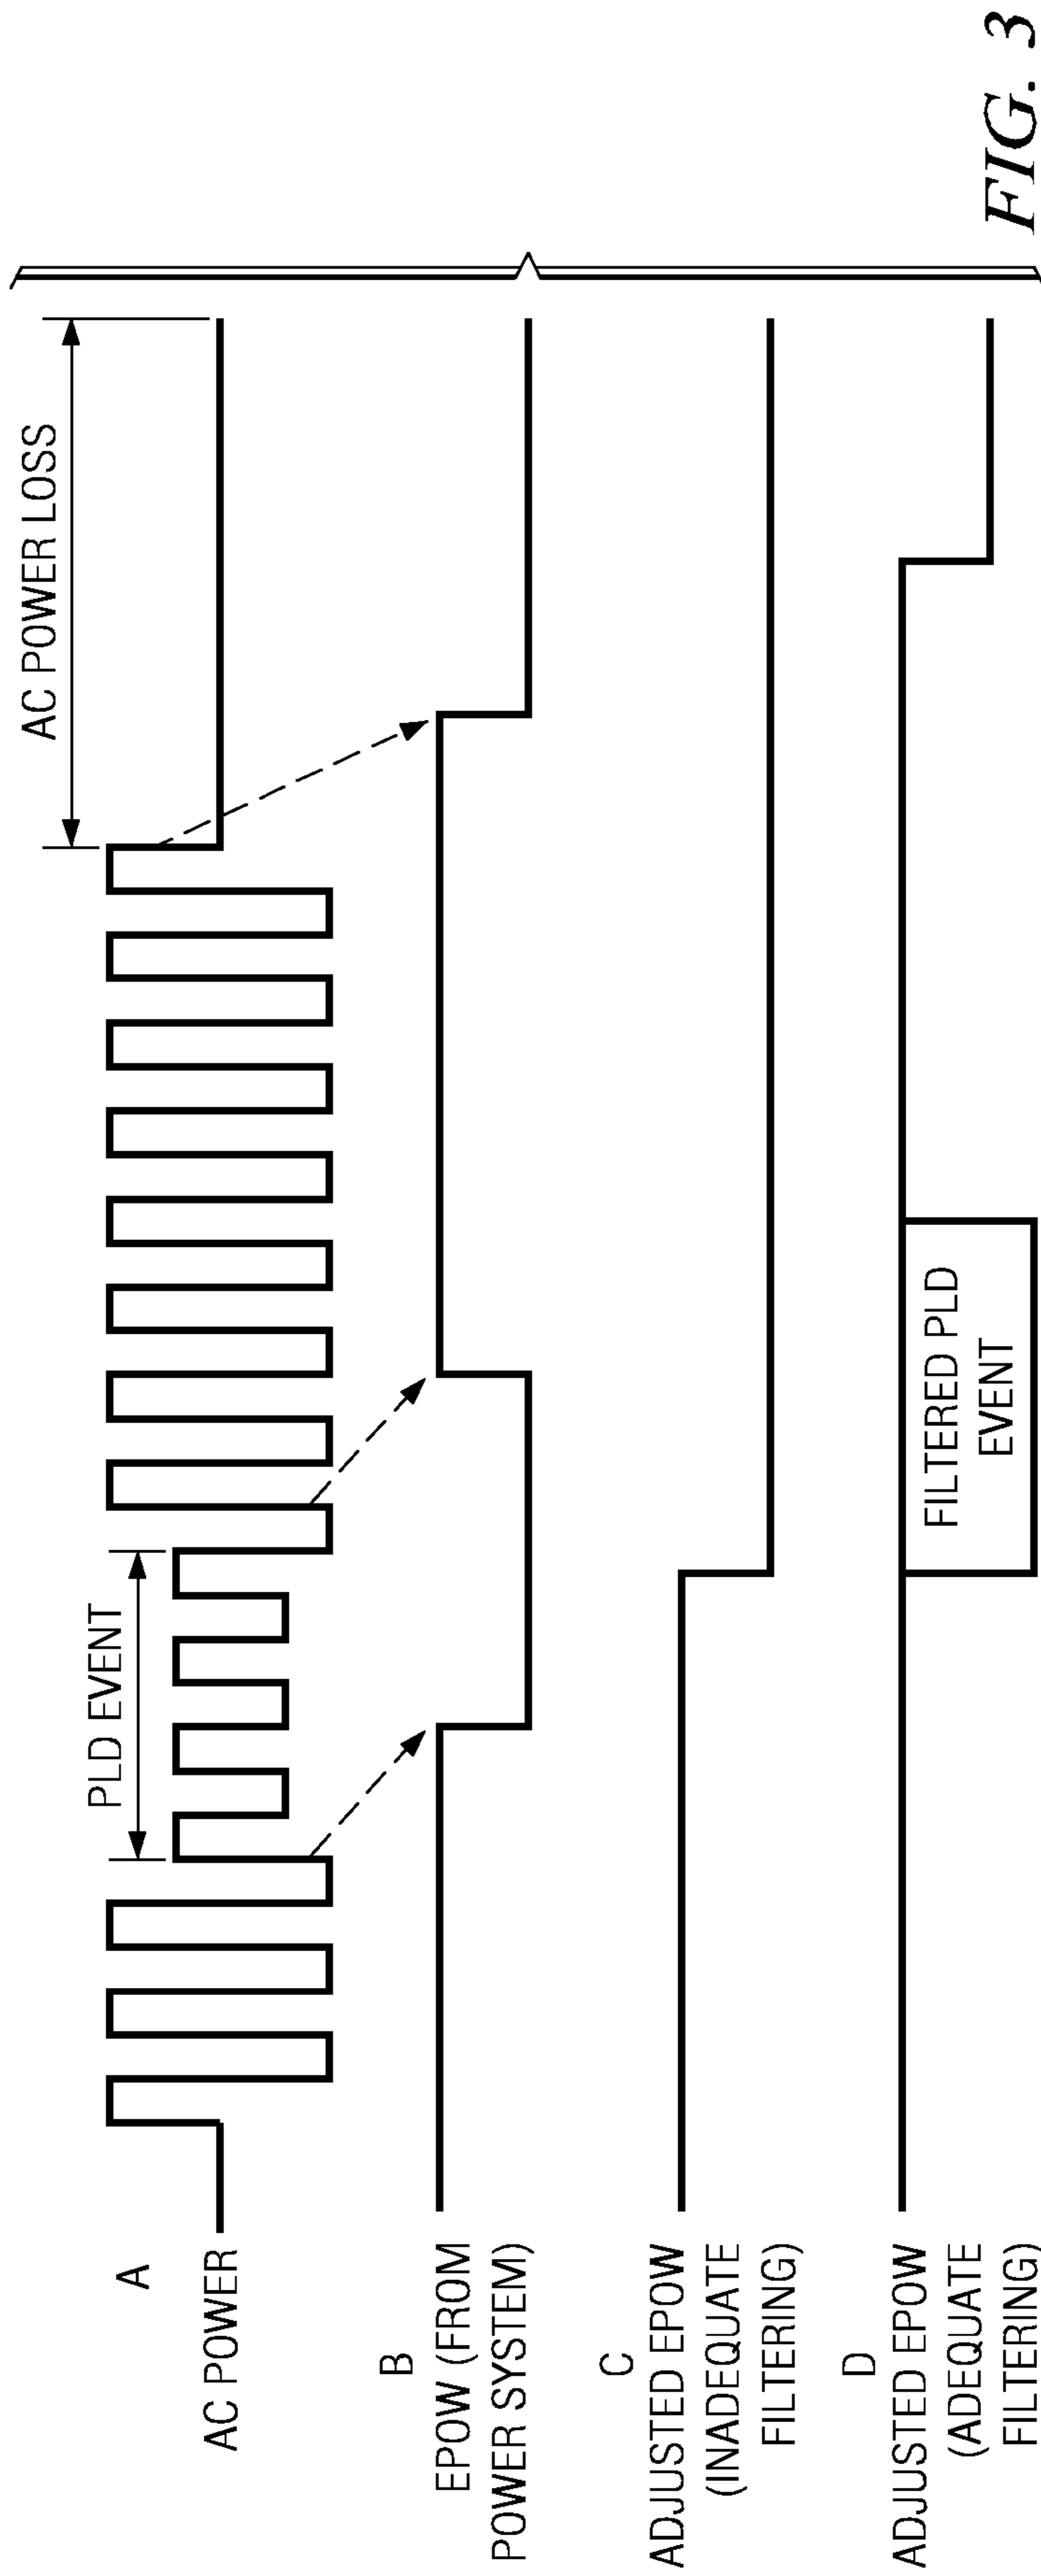 AC POWER LOSS
PLD EVENT
A
AC POWER
B
EPOW (FROM
POWER SYSTEM)
C
ADJUSTED EPOW
(INADEQUATE
FILTERING)
D
ADJUSTED EPOW
(ADEQUATE
FILTERING)
FILTERED PLD
EVENT
FIG. 3